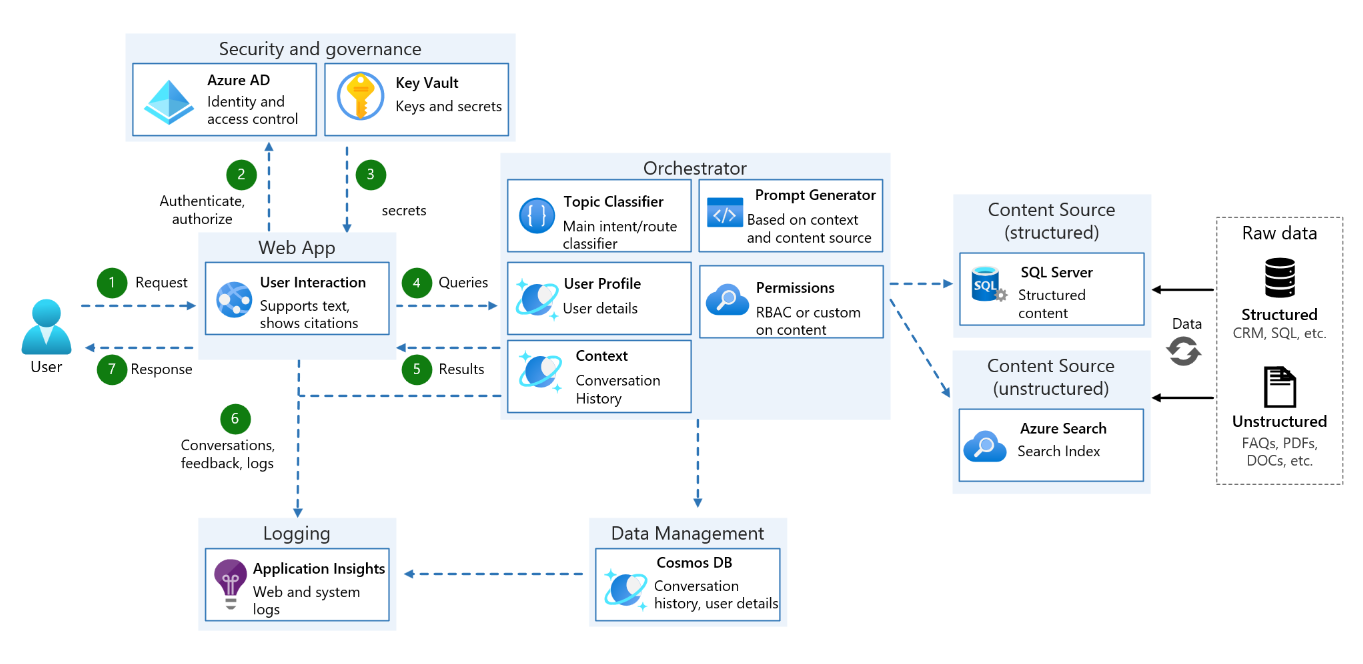 Security and governance
Azure AD
Identity and
access control
Key Vault
Keys and secrets
2
Authenticate,
authorize
3
secrets
Web App
User Interaction
Supports text,
shows citations
1
Request
User
7
Response
4
Queries
5
Results
6
Conversations,
feedback, logs
Orchestrator
{ }
Topic Classifier
Main intent/route
classifier
</>
Prompt Generator
Based on context
and content source
User Profile
User details
Permissions
RBAC or custom
on content
Context
Conversation
History
Content Source
(structured)
SQL
SQL Server
Structured
content
Content Source
(unstructured)
Azure Search
Search Index
Data
Raw data
Structured
CRM, SQL, etc.
Unstructured
FAQs, PDFs,
DOCs, etc.
Logging
Application Insights
Web and system
logs
Data Management
Cosmos DB
Conversation
history, user details